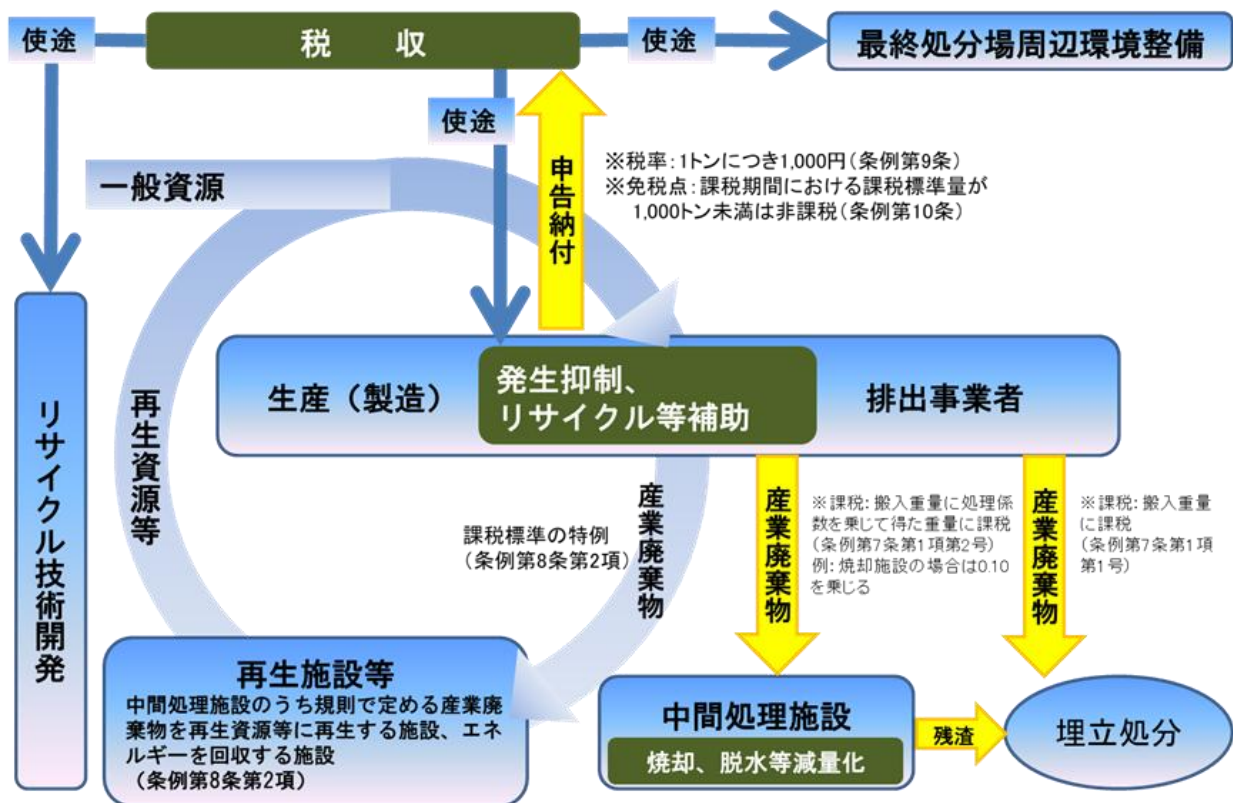 使途
税　収
使途
最終処分場周辺環境整備
使途
申告納付
※税率：1トンにつき1,000円（条例第9条）
※免税点：課税期間における課税標準量が
1,000トン未満は非課税（条例第10条）
一般資源
リサイクル技術開発
再生資源等
生産（製造）
発生抑制、
リサイクル等補助
排出事業者
課税標準の特例
（条例第8条第2項）
産業廃棄物
産業廃棄物
※課税：搬入重量に処理係
数を乗じて得た重量に課税
（条例第7条第1項第2号）
例：焼却施設の場合は0.10
を乗じる
産業廃棄物
※課税：搬入重量
に課税
（条例第7条第1項
第1号）
再生施設等
中間処理施設のうち規則で定める産業廃
棄物を再生資源等に再生する施設、エネ
ルギーを回収する施設
（条例第8条第2項）
中間処理施設
焼却、脱水等減量化
残渣
埋立処分